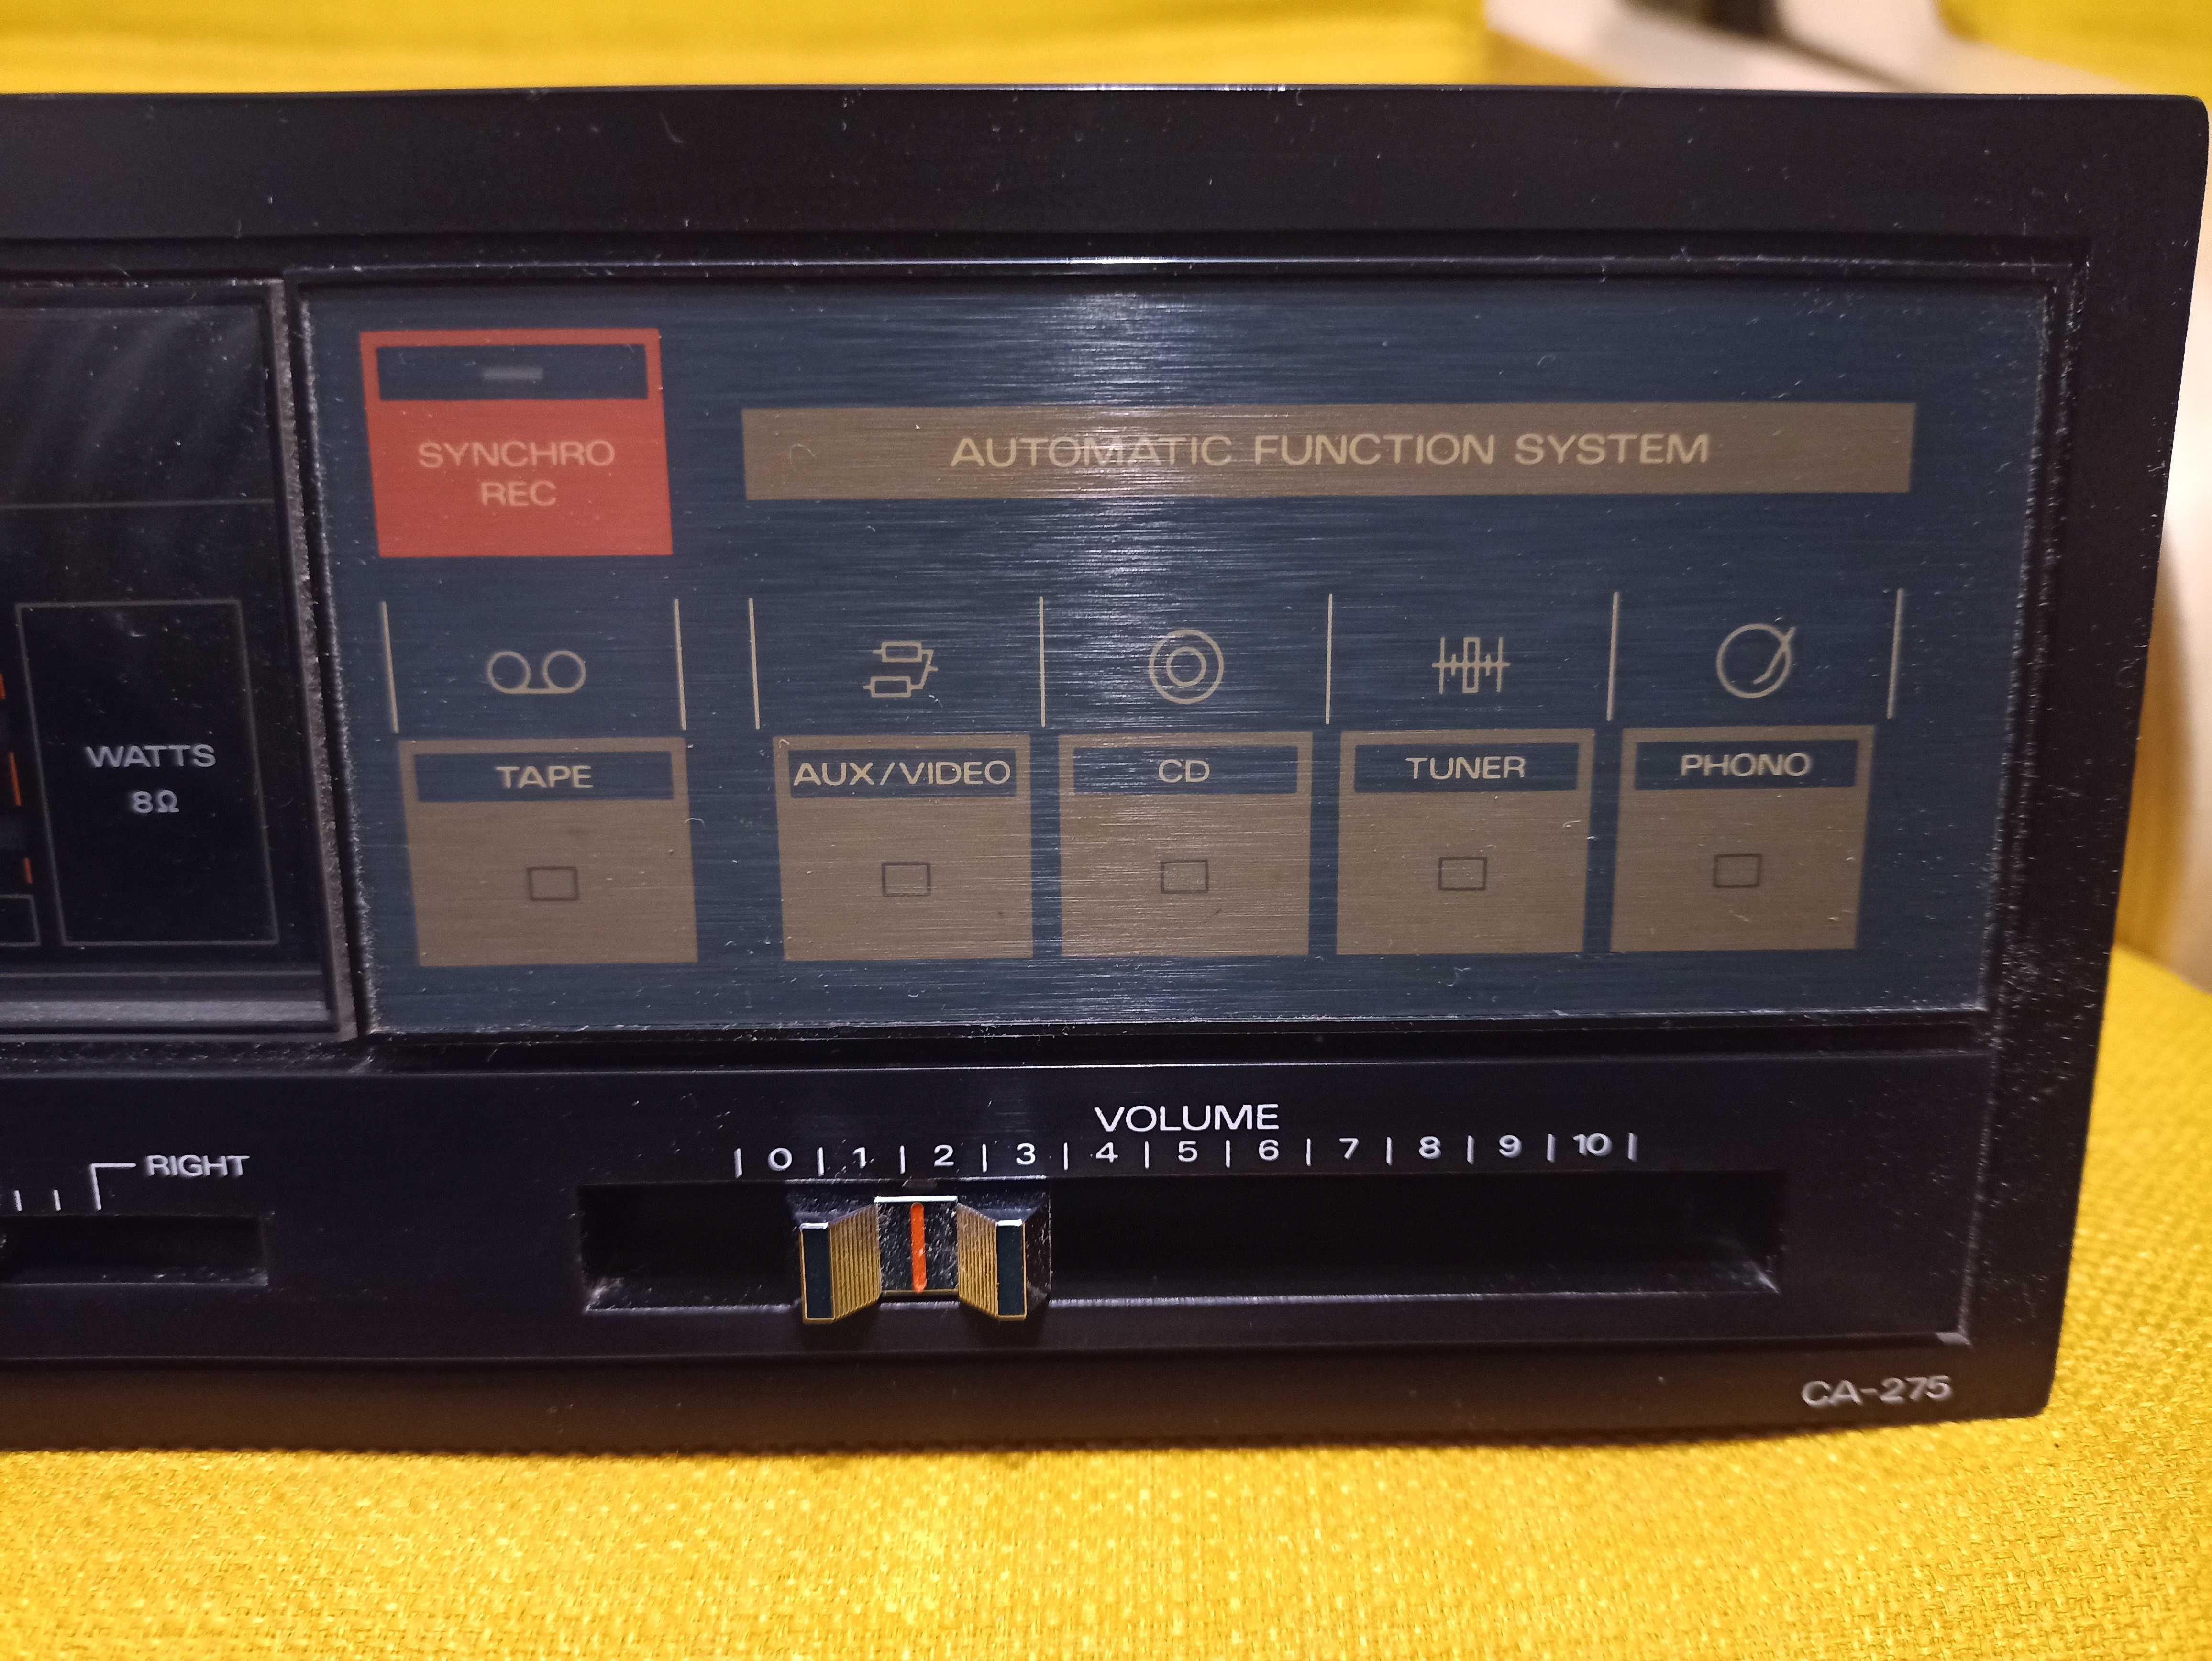 SYNCHRO
REC
AUTOMATIC FUNCTION SYSTEM
WATTS
8Ω
TAPE
AUX/VIDEO
CD
TUNER
PHONO
RIGHT
VOLUME
| 0 | 1 | 2 | 3 | 4 | 5 | 6 | 7 | 8 | 9 | 10 |
CA-275